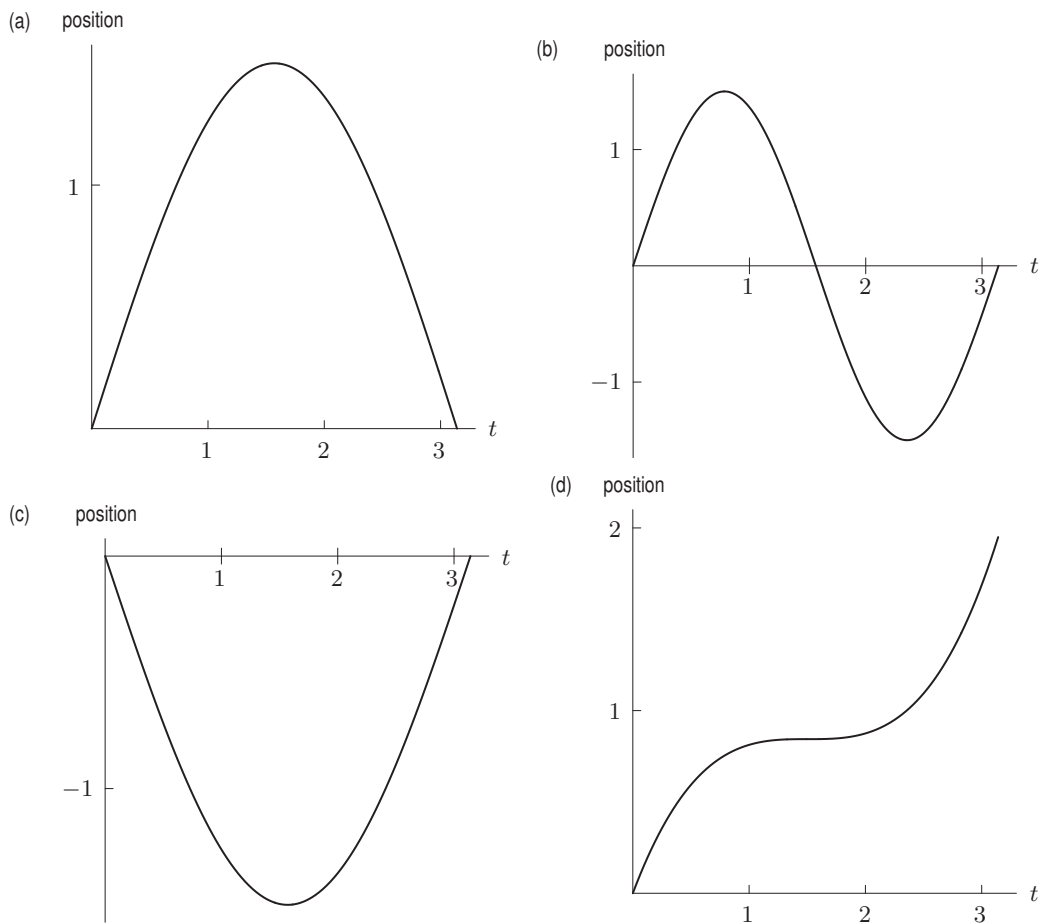 (a) position
1
1 2 3 t
(b) position
1
1 2 3 t
−1
(c) position
1 2 3 t
−1
(d) position
2
1
1 2 3 t